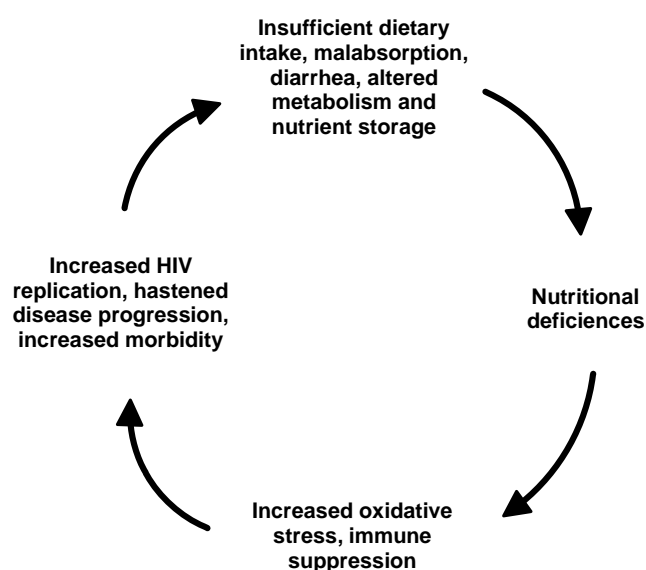 Insufficient dietary
intake, malabsorption,
diarrhea, altered
metabolism and
nutrient storage
Nutritional
deficiences
Increased oxidative
stress, immune
suppression
Increased HIV
replication, hastened
disease progression,
increased morbidity